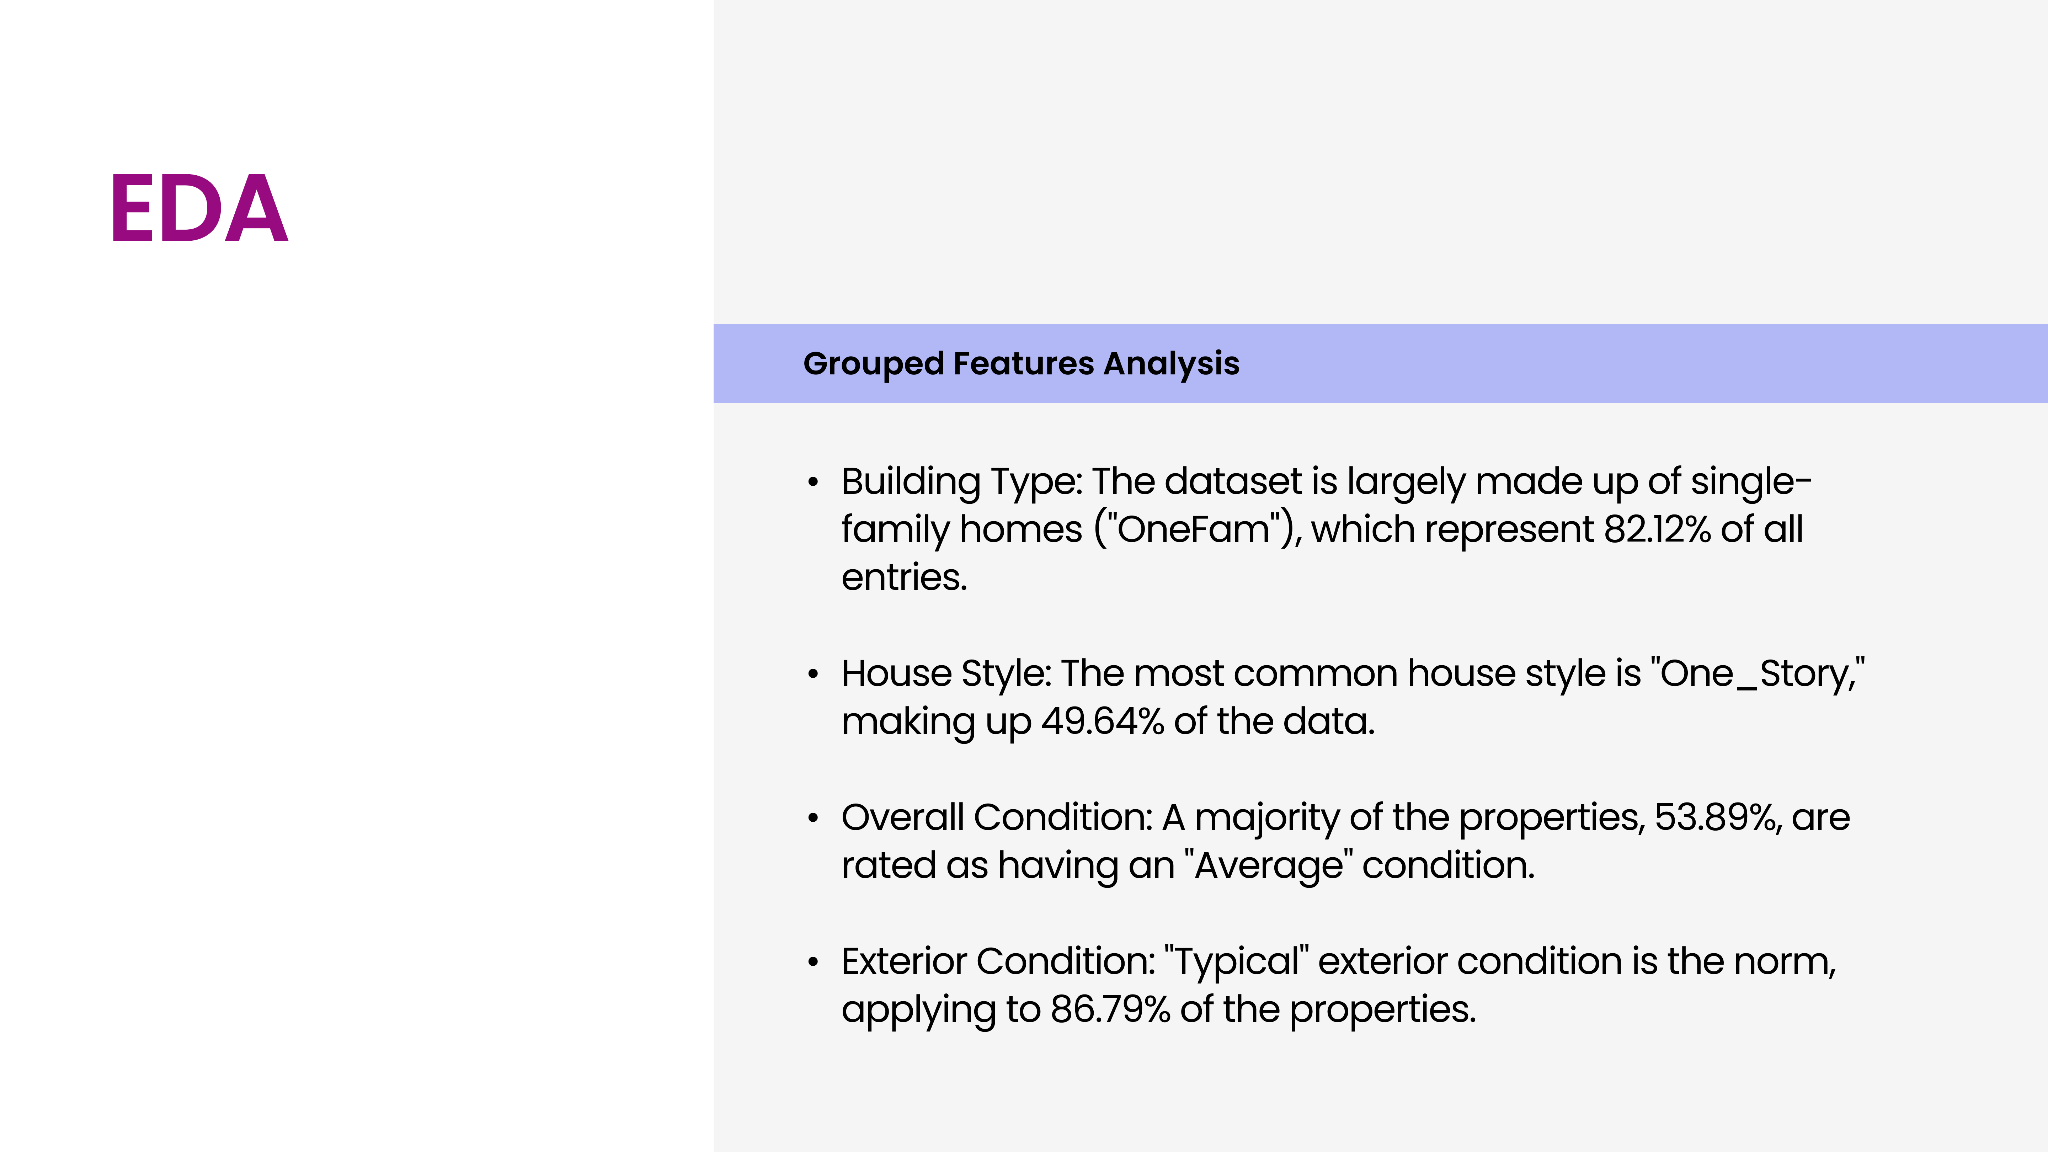 EDA
Grouped Features Analysis
• Building Type: The dataset is largely made up of single-
family homes ("OneFam"), which represent 82.12% of all
entries.
• House Style: The most common house style is "One_Story,"
making up 49.64% of the data.
• Overall Condition: A majority of the properties, 53.89%, are
rated as having an "Average" condition.
• Exterior Condition: "Typical" exterior condition is the norm,
applying to 86.79% of the properties.